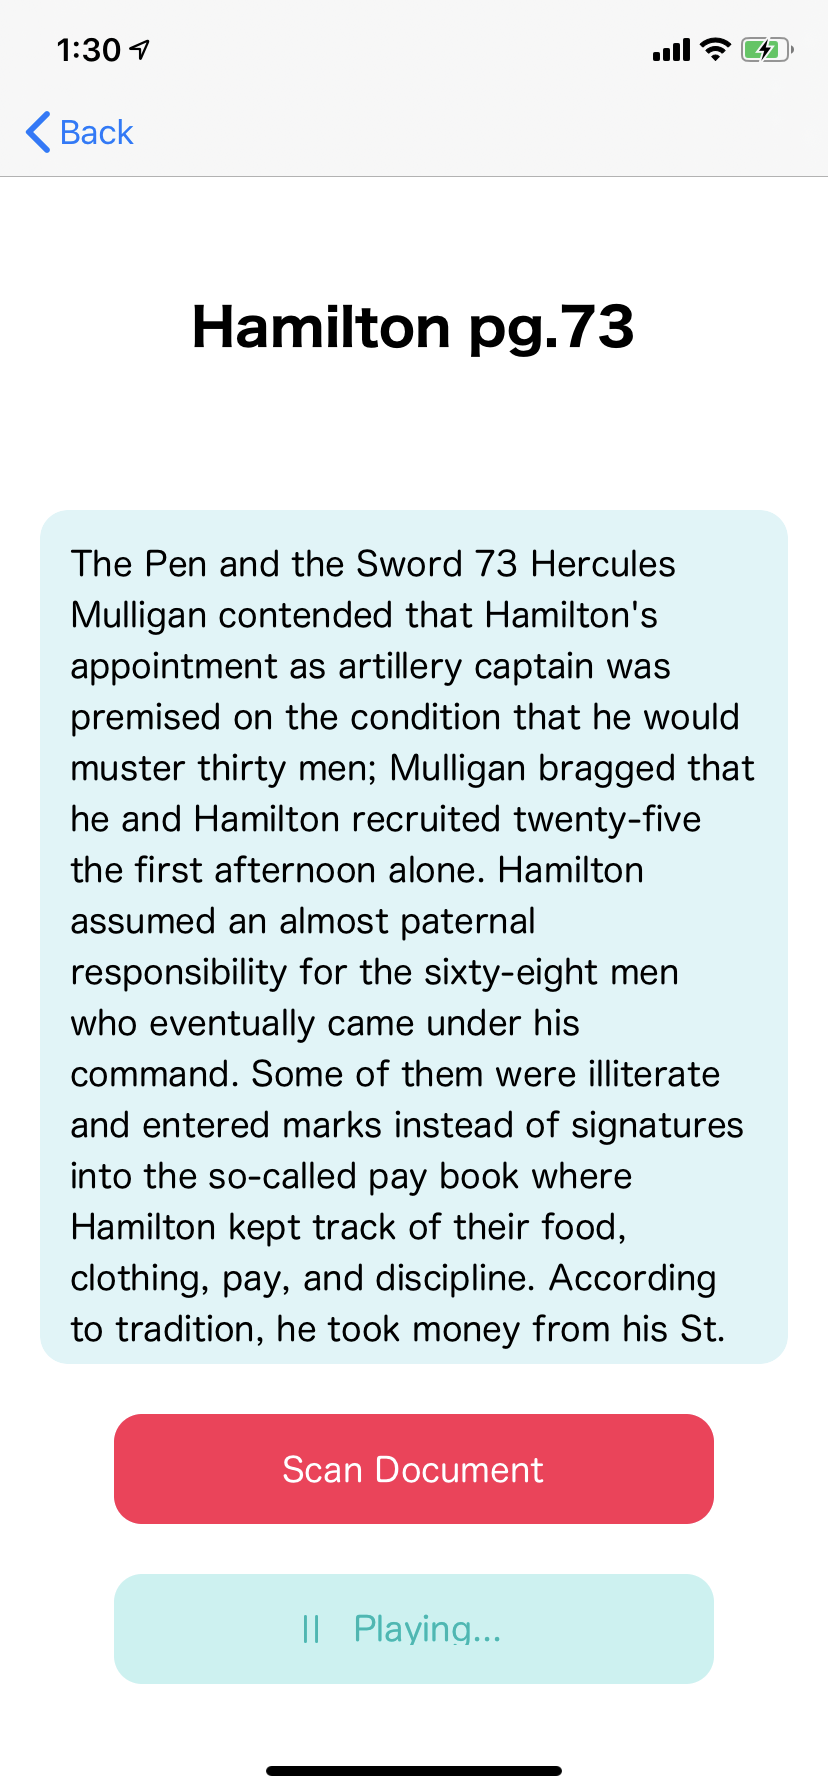 1:30
Back
Hamilton pg.73
The Pen and the Sword 73 Hercules
Mulligan contended that Hamilton's
appointment as artillery captain was
premised on the condition that he would
muster thirty men; Mulligan bragged that
he and Hamilton recruited twenty-five
the first afternoon alone. Hamilton
assumed an almost paternal
responsibility for the sixty-eight men
who eventually came under his
command. Some of them were illiterate
and entered marks instead of signatures
into the so-called pay book where
Hamilton kept track of their food,
clothing, pay, and discipline. According
to tradition, he took money from his St.
Scan Document
Playing...